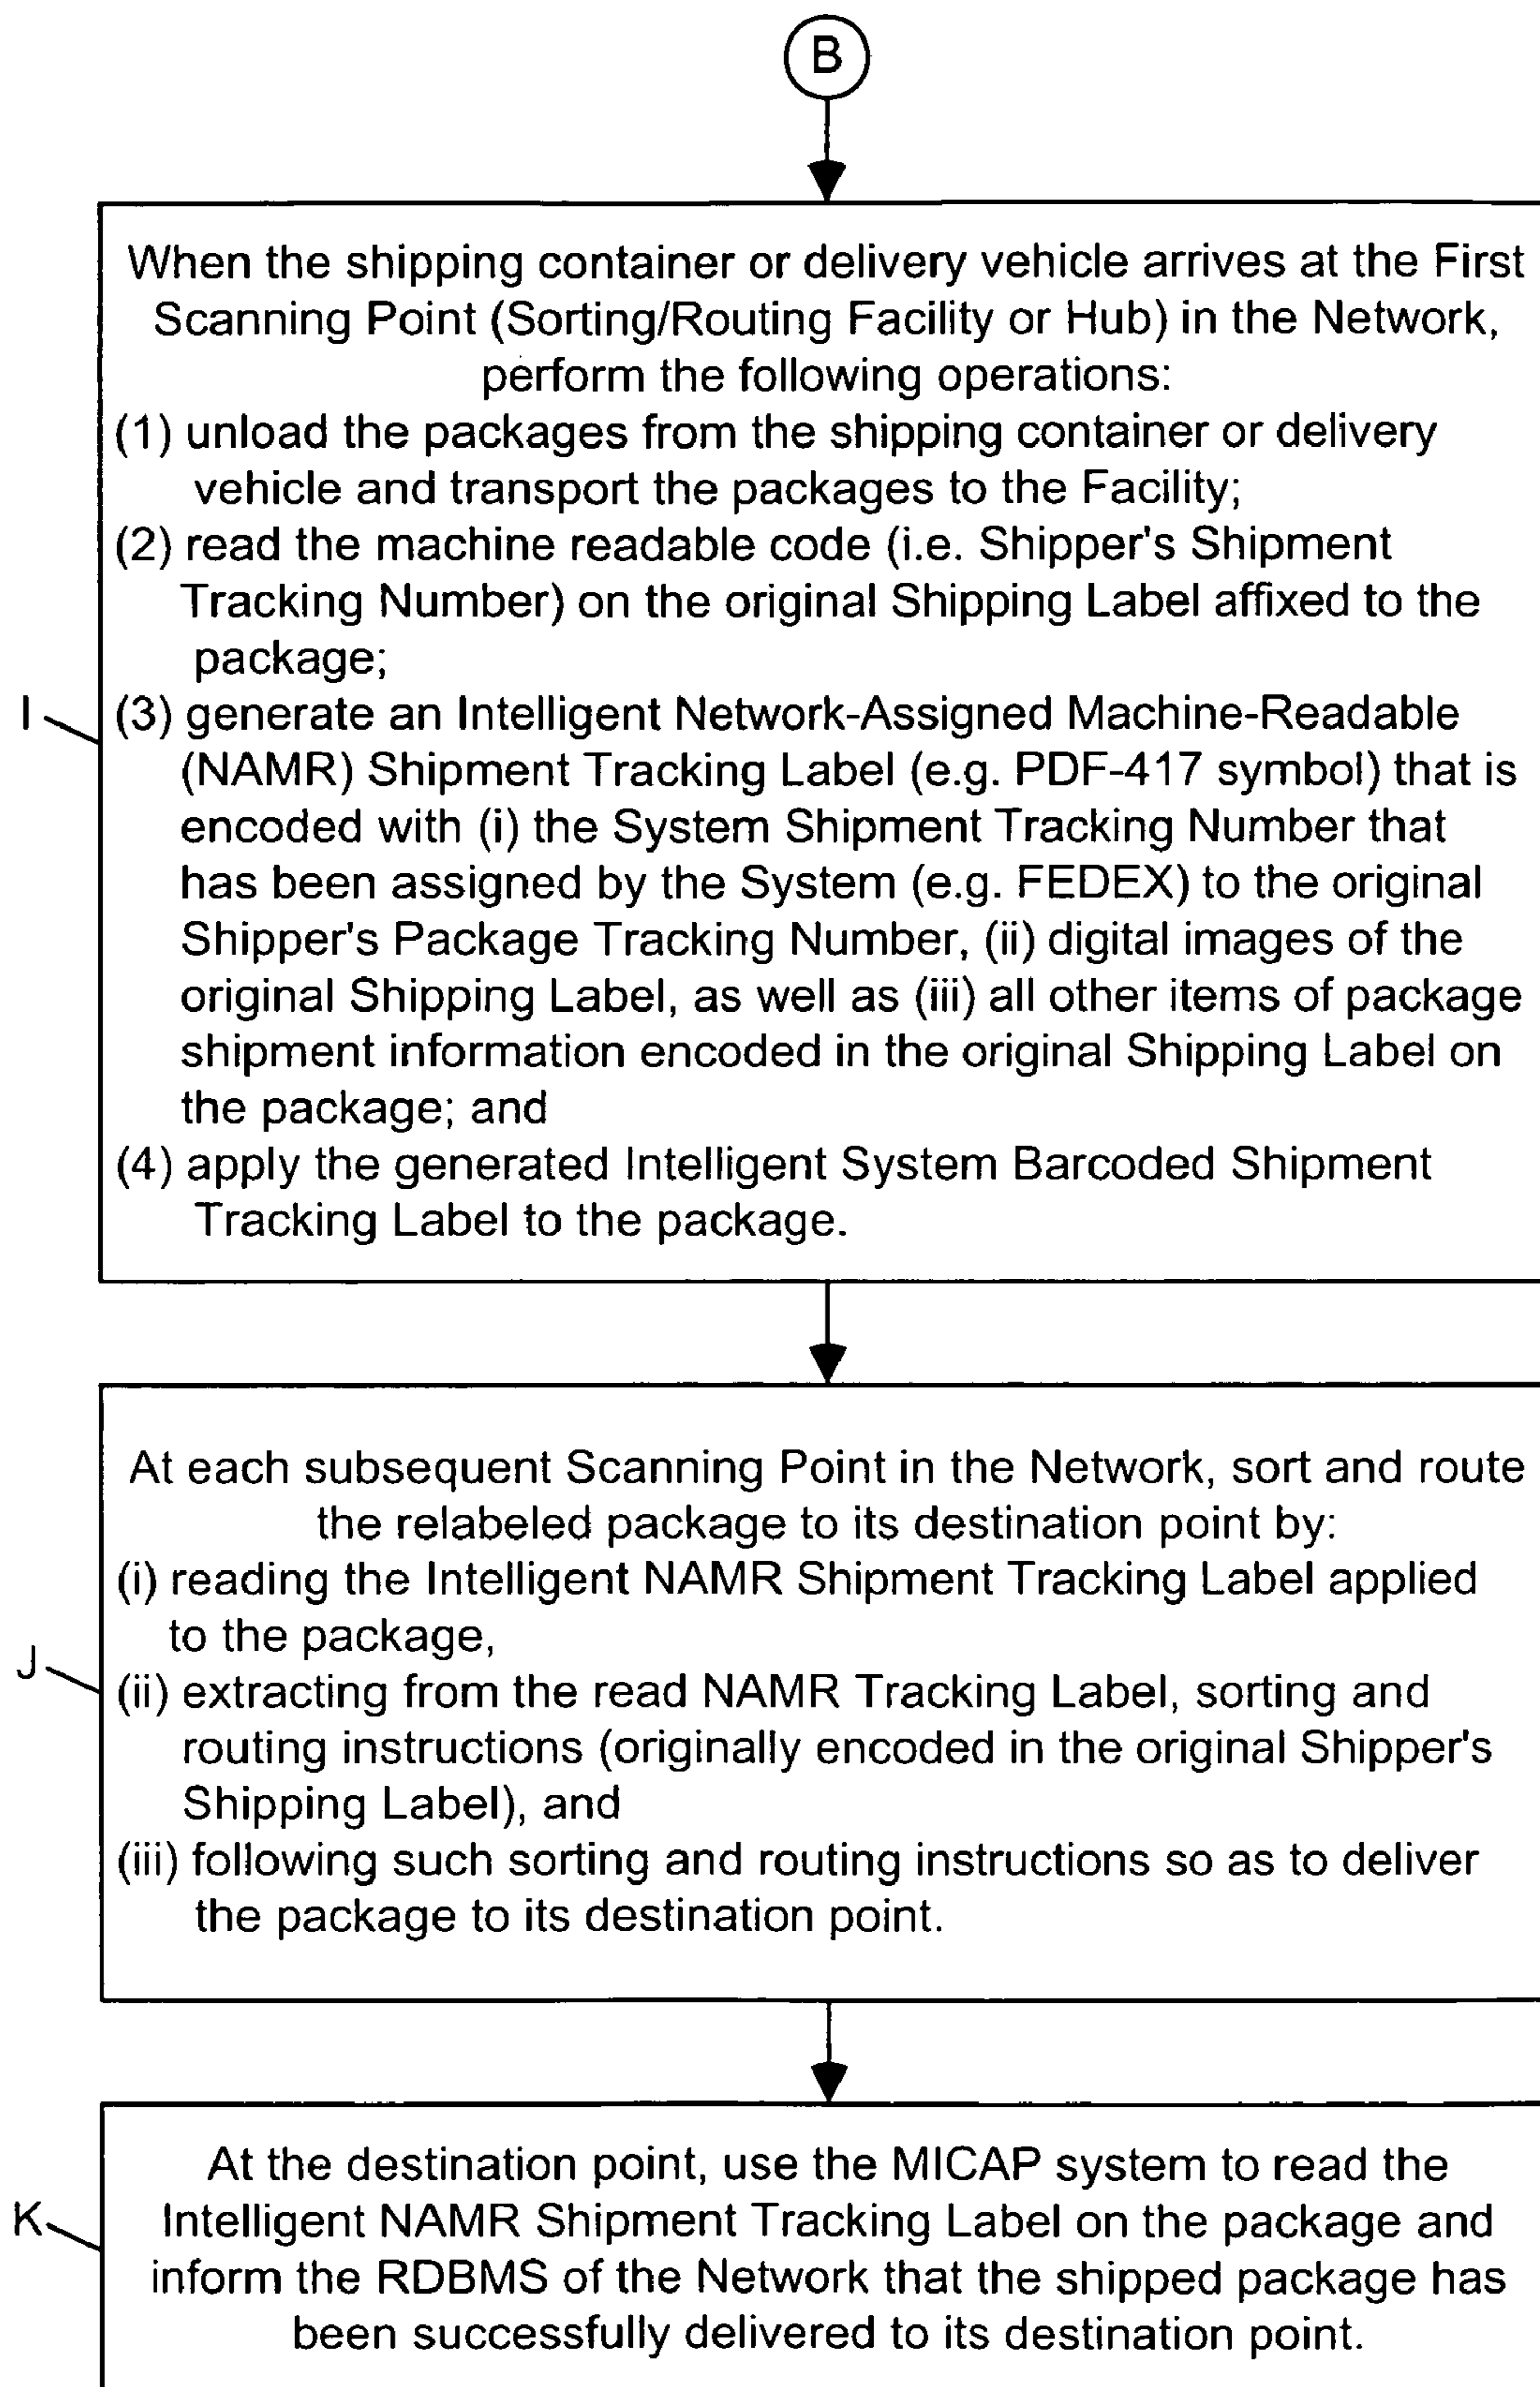 B
When the shipping container or delivery vehicle arrives at the First
Scanning Point (Sorting/Routing Facility or Hub) in the Network,
perform the following operations:
(1) unload the packages from the shipping container or delivery
vehicle and transport the packages to the Facility;
(2) read the machine readable code (i.e. Shipper's Shipment
Tracking Number) on the original Shipping Label affixed to the
package;
I
(3) generate an Intelligent Network-Assigned Machine-Readable
(NAMR) Shipment Tracking Label (e.g. PDF-417 symbol) that is
encoded with (i) the System Shipment Tracking Number that
has been assigned by the System (e.g. FEDEX) to the original
Shipper's Package Tracking Number, (ii) digital images of the
original Shipping Label, as well as (iii) all other items of package
shipment information encoded in the original Shipping Label on
the package; and
(4) apply the generated Intelligent System Barcoded Shipment
Tracking Label to the package.
At each subsequent Scanning Point in the Network, sort and route
the relabeled package to its destination point by:
(i) reading the Intelligent NAMR Shipment Tracking Label applied
to the package,
J
(ii) extracting from the read NAMR Tracking Label, sorting and
routing instructions (originally encoded in the original Shipper's
Shipping Label), and
(iii) following such sorting and routing instructions so as to deliver
the package to its destination point.
At the destination point, use the MICAP system to read the
K
Intelligent NAMR Shipment Tracking Label on the package and
inform the RDBMS of the Network that the shipped package has
been successfully delivered to its destination point.